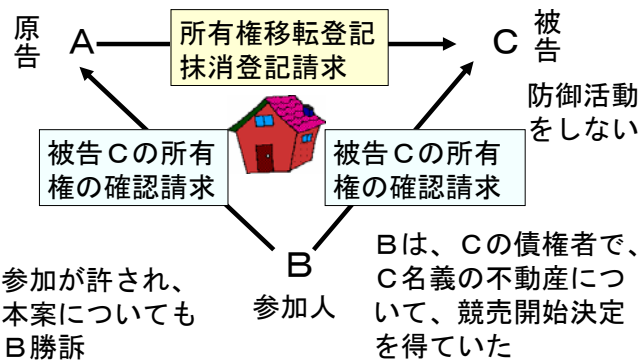 原告
A
所有権移転登記
抹消登記請求
C
被告
防御活動
をしない
被告Cの所有
権の確認請求
被告Cの所有
権の確認請求
B
参加人
参加が許され、
本案についても
B勝訴
Bは、Cの債権者で、
C名義の不動産につ
いて、競売開始決定
を得ていた